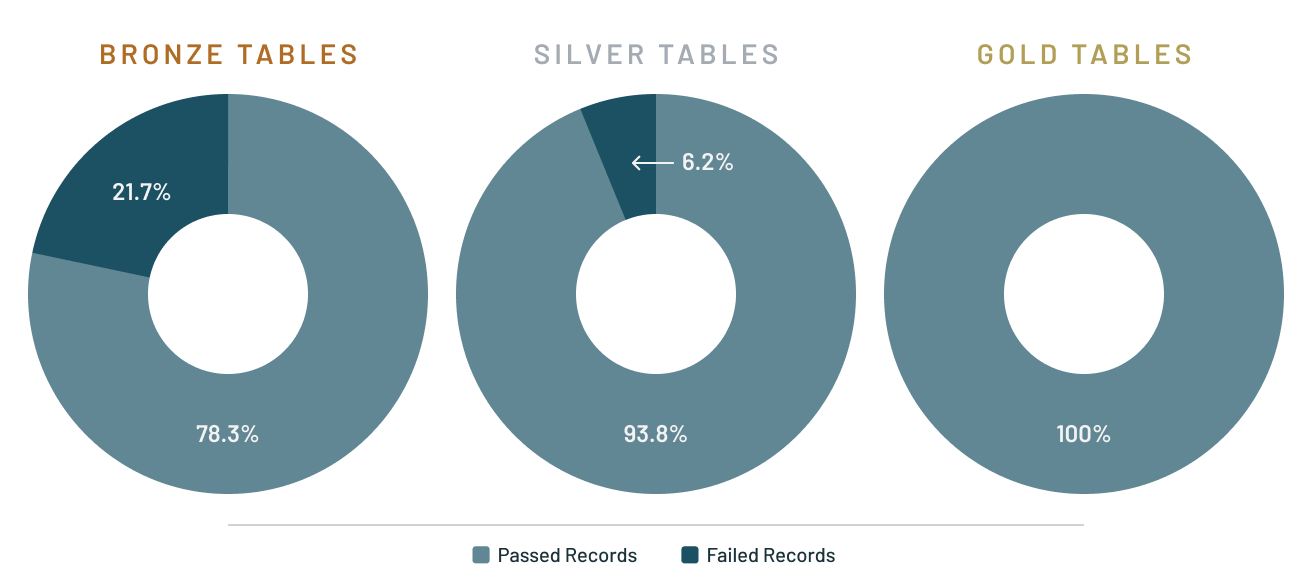 BRONZE TABLES
SILVER TABLES
GOLD TABLES
21.7%
78.3%
6.2%
93.8%
100%
Passed Records
Failed Records